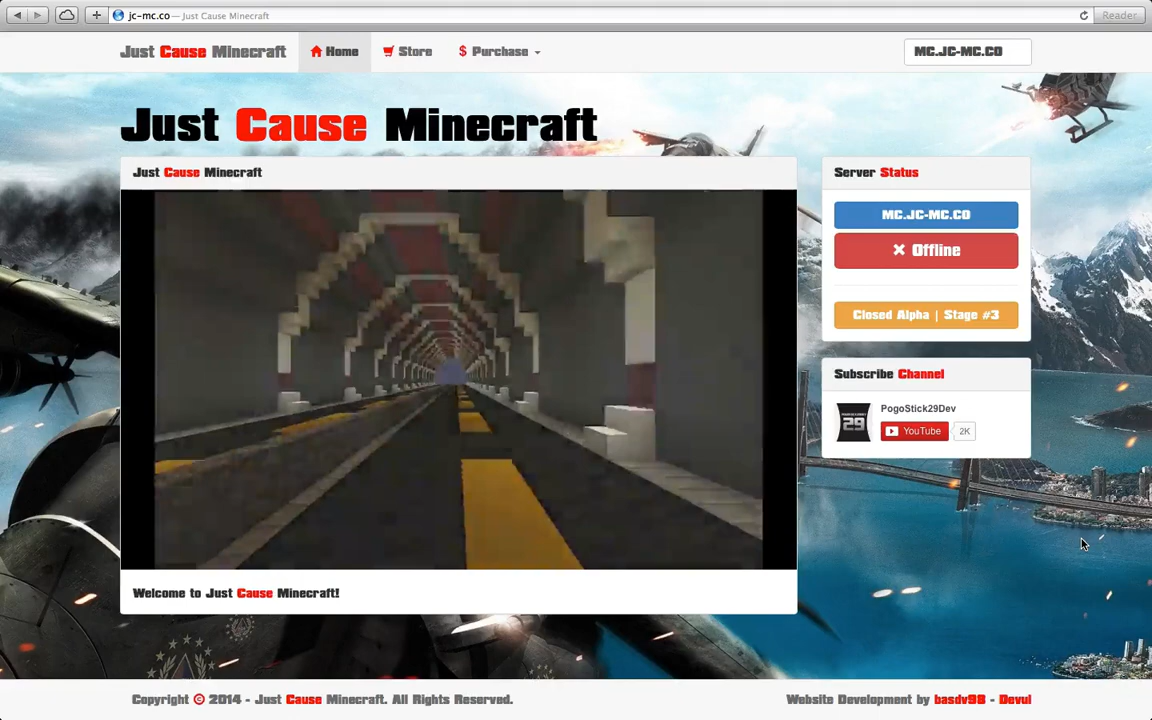 jc-mc.co — Just Cause Minecraft
Reader
Just Cause Minecraft
Home
Store
$ Purchase
MC.JC-MC.CO
Just Cause Minecraft
Just Cause Minecraft
Server Status
MC.JC-MC.CO
✖ Offline
Closed Alpha | Stage #3
Subscribe Channel
29
PogoStick29Dev
YouTube
2K
Welcome to Just Cause Minecraft!
Copyright © 2014 - Just Cause Minecraft. All Rights Reserved.
Website Development by basdv98 - Devul